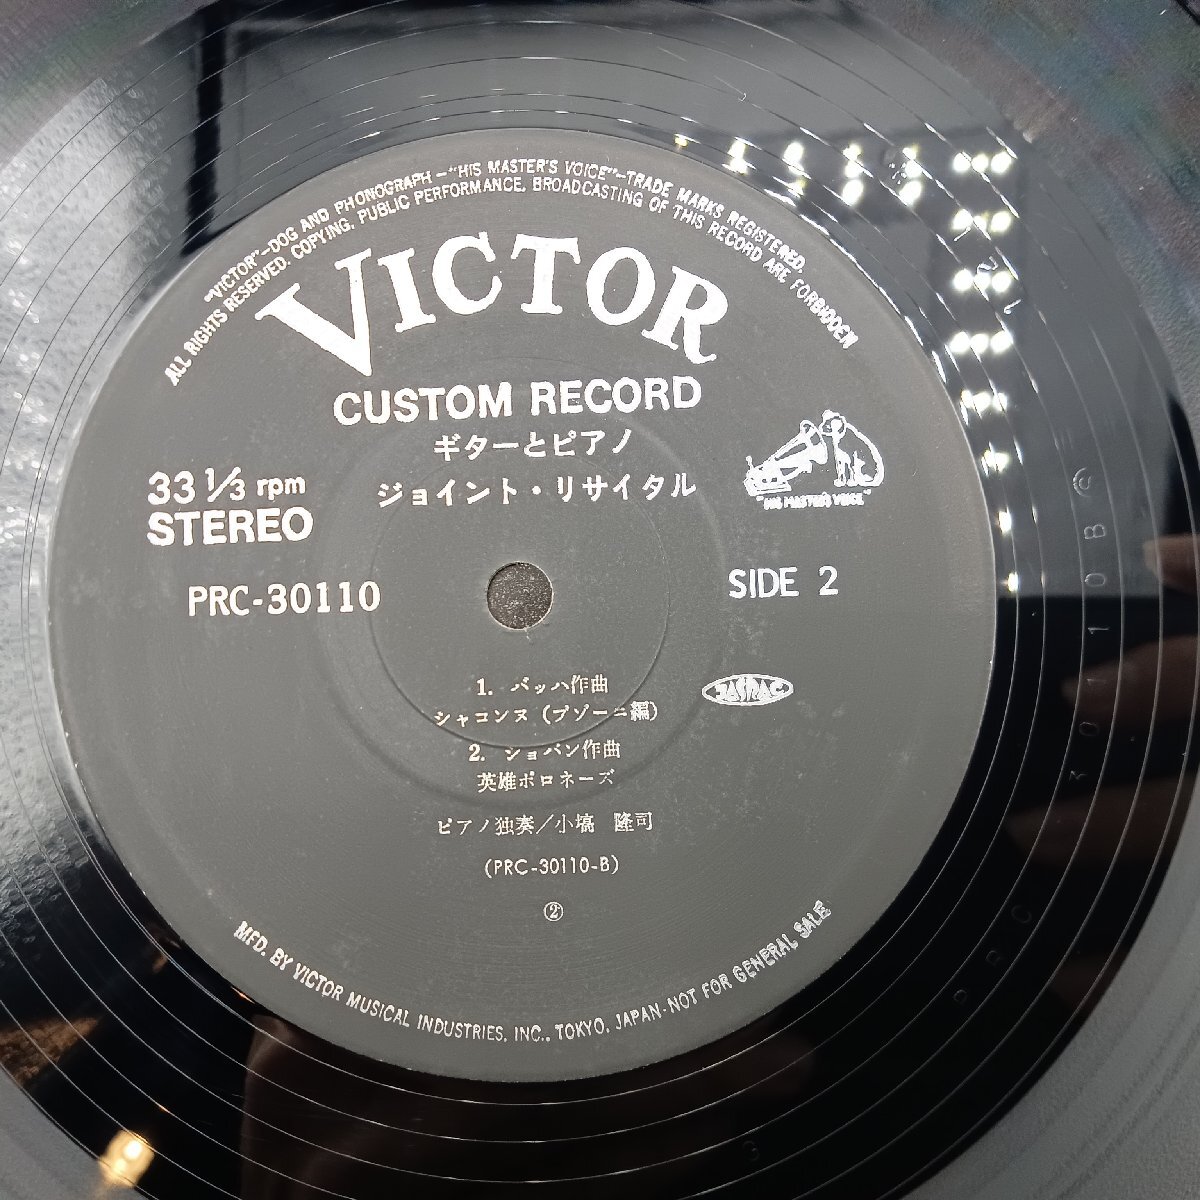 "VICTOR"-DOG AND PHONOGRAPH-"HIS MASTER'S VOICE"-TRADE MARKS REGISTERED.
ALL RIGHTS RESERVED. COPYING, PUBLIC PERFORMANCE, BROADCASTING OF THIS RECORD ARE FORBIDDEN
VICTOR
CUSTOM RECORD
ギターとピアノ
ジョイント・リサイタル
33 1/3 rpm
STEREO
"HIS MASTER'S VOICE"
PRC-30110
SIDE 2
JASRAC
1. バッハ作曲
シャコンヌ (ブゾーニ編)
2. ショパン作曲
英雄ポロネーズ
ピアノ独奏/小塙 隆司
(PRC-30110-B)
②
MFD. BY VICTOR MUSICAL INDUSTRIES, INC., TOKYO, JAPAN-NOT FOR GENERAL SALE